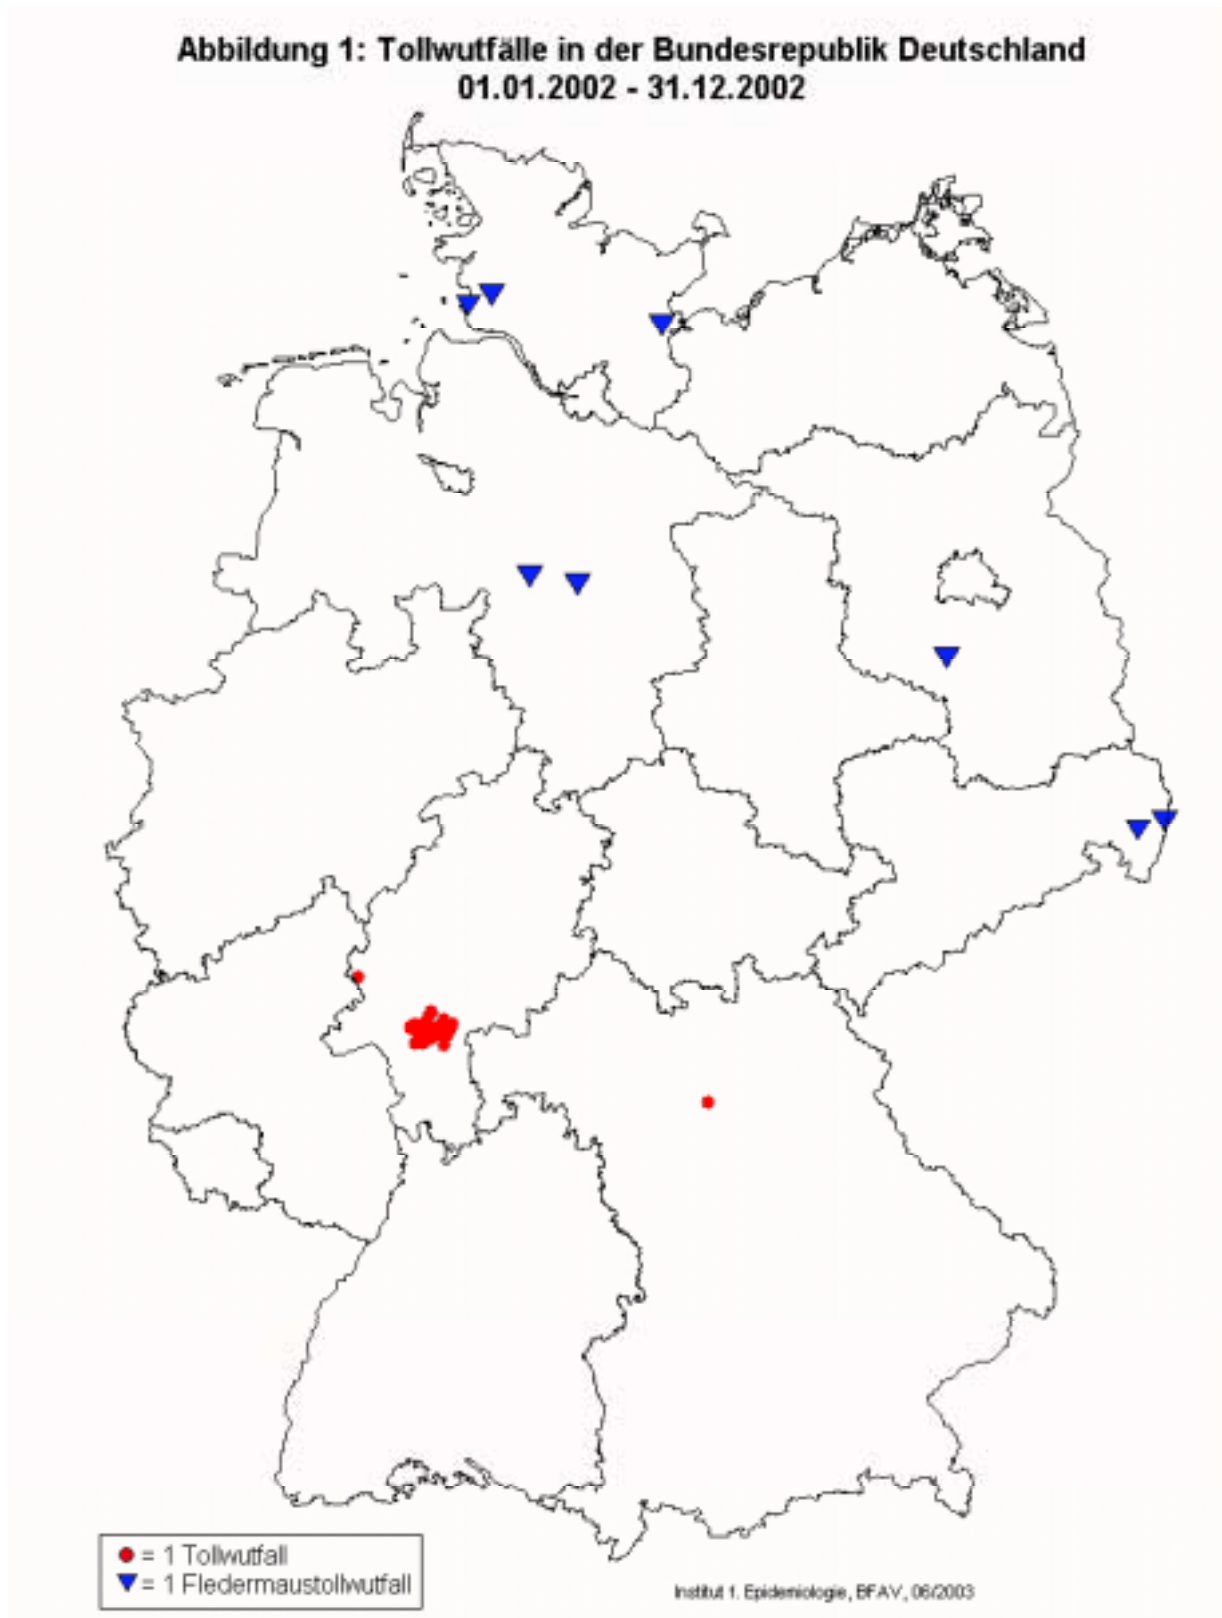 Abbildung 1: Tollwutfälle in der Bundesrepublik Deutschland
01.01.2002 - 31.12.2002
= 1 Tollwutfall
= 1 Fledermaustollwutfall
Institut f. Epidemiologie, BFAV, 06/2003